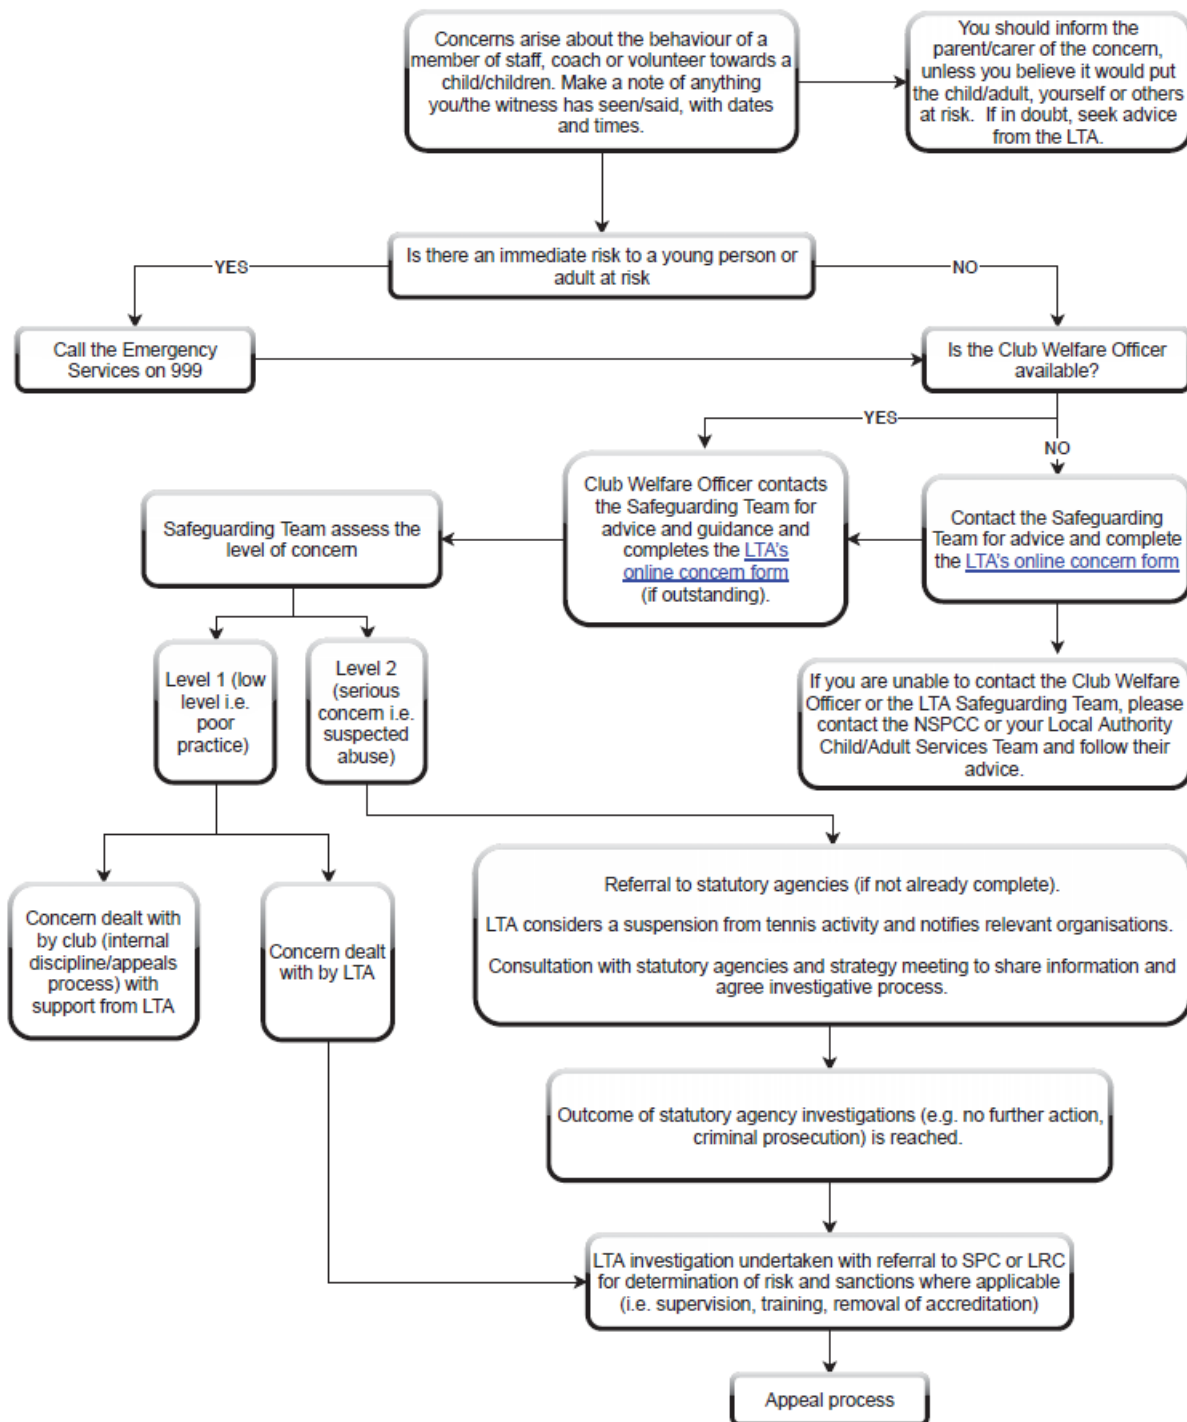 Concerns arise about the behaviour of a
member of staff, coach or volunteer towards a
child/children. Make a note of anything
you/the witness has seen/said, with dates
and times.
You should inform the
parent/carer of the concern,
unless you believe it would put
the child/adult, yourself or others
at risk. If in doubt, seek advice
from the LTA.
Is there an immediate risk to a young person or
adult at risk
YES
NO
Call the Emergency
Services on 999
Is the Club Welfare Officer
available?
YES
NO
Club Welfare Officer contacts
the Safeguarding Team for
advice and guidance and
completes the LTA's
online concern form
(if outstanding).
Contact the Safeguarding
Team for advice and complete
the LTA's online concern form
Safeguarding Team assess the
level of concern
If you are unable to contact the Club Welfare
Officer or the LTA Safeguarding Team, please
contact the NSPCC or your Local Authority
Child/Adult Services Team and follow their
advice.
Level 1 (low
level i.e.
poor
practice)
Level 2
(serious
concern i.e.
suspected
abuse)
Concern dealt with
by club (internal
discipline/appeals
process) with
support from LTA
Concern dealt
with by LTA
Referral to statutory agencies (if not already complete).
LTA considers a suspension from tennis activity and notifies relevant organisations.
Consultation with statutory agencies and strategy meeting to share information and
agree investigative process.
Outcome of statutory agency investigations (e.g. no further action,
criminal prosecution) is reached.
LTA investigation undertaken with referral to SPC or LRC
for determination of risk and sanctions where applicable
(i.e. supervision, training, removal of accreditation)
Appeal process